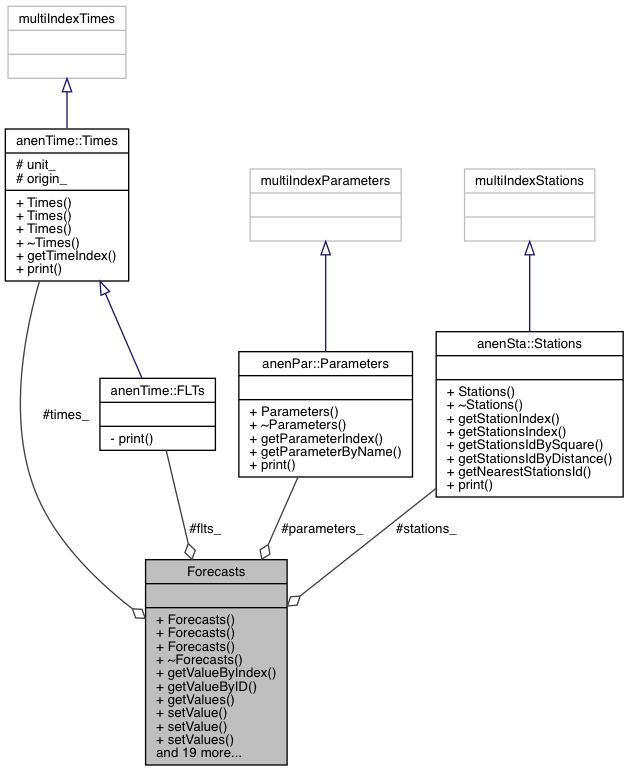 multiIndexTimes
anenTime::Times
# unit_
# origin_
+ Times()
+ Times()
+ Times()
+ ~Times()
+ getTimeIndex()
+ print()
multiIndexParameters
multiIndexStations
anenTime::FLTs
- print()
anenPar::Parameters
+ Parameters()
+ ~Parameters()
+ getParameterIndex()
+ getParameterByName()
+ print()
anenSta::Stations
+ Stations()
+ ~Stations()
+ getStationIndex()
+ getStationsIndex()
+ getStationsIdBySquare()
+ getStationsIdByDistance()
+ getNearestStationsId()
+ print()
#times_
#flts_
#parameters_
#stations_
Forecasts
+ Forecasts()
+ Forecasts()
+ Forecasts()
+ ~Forecasts()
+ getValueByIndex()
+ getValueByID()
+ getValues()
+ setValue()
+ setValue()
+ setValues()
and 19 more...